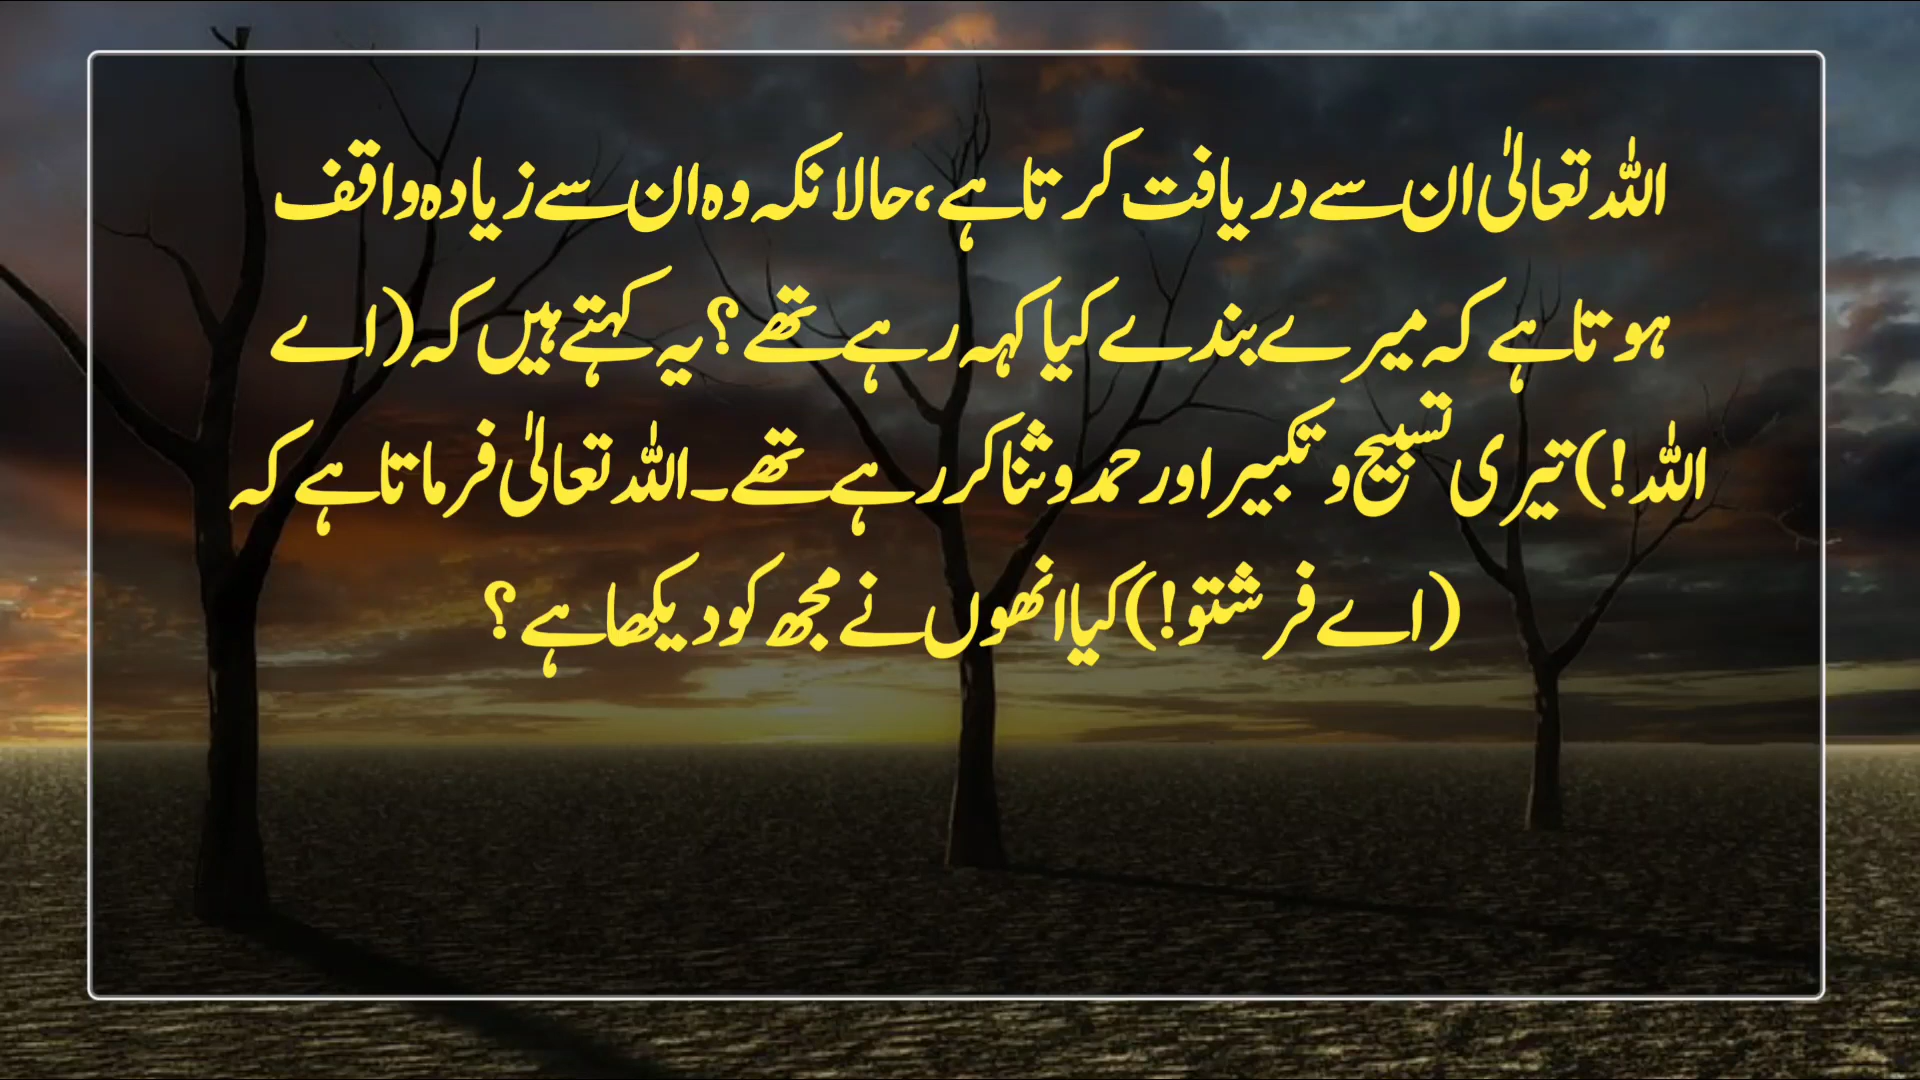 اللہ تعالیٰ ان سے دریافت کرتا ہے، حالانکہ وہ ان سے زیادہ واقف
ہوتا ہے کہ میرے بندے کیا کہہ رہے تھے؟ یہ کہتے ہیں کہ (اے
اللہ!) تیری تسبیح و تکبیر اور حمد و ثنا کر رہے تھے۔ اللہ تعالیٰ فرماتا ہے کہ
(اے فرشتو!) کیا انھوں نے مجھ کو دیکھا ہے؟